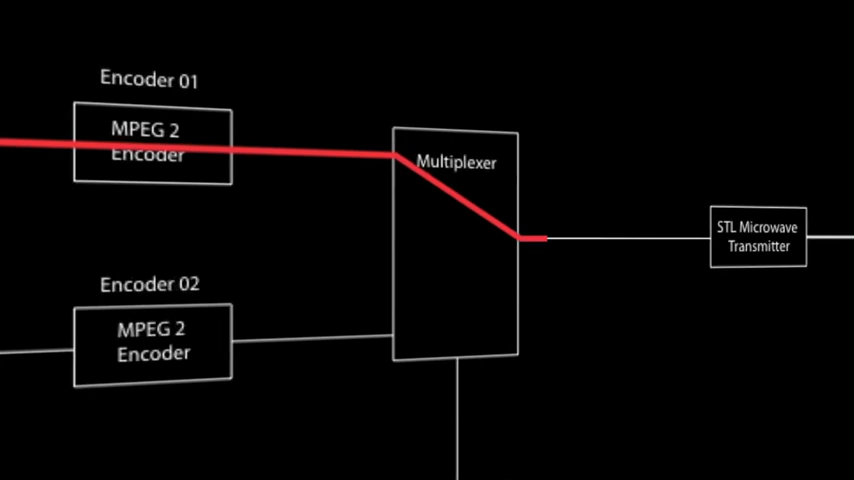 Encoder 01
MPEG 2
Encoder
Multiplexer
STL Microwave
Transmitter
Encoder 02
MPEG 2
Encoder